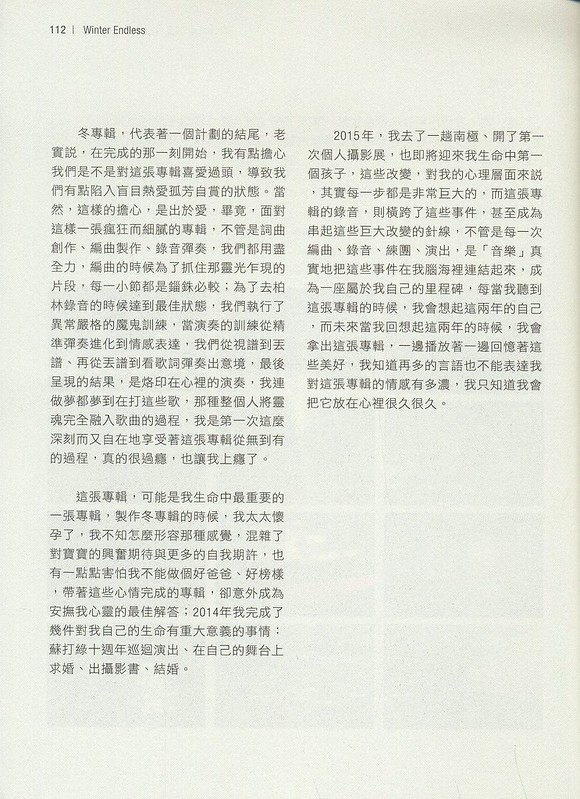 112 | Winter Endless
冬專輯，代表著一個計劃的結尾，老
實說，在完成的那一刻開始，我有點擔心
我們是不是對這張專輯喜愛過頭，導致我
們有點陷入盲目熱愛孤芳自賞的狀態。當
然，這樣的擔心，是出於愛，畢竟，面對
這樣一張瘋狂而細膩的專輯，不管是詞曲
創作、編曲製作、錄音彈奏，我們都用盡
全力，編曲的時候為了抓住那靈光乍現的
片段，每一小節都是錙銖必較；為了去柏
林錄音的時候達到最佳狀態，我們執行了
異常嚴格的魔鬼訓練，當演奏的訓練從精
準彈奏進化到情感表達，我們從視譜到丟
譜、再從丟譜到看歌詞彈奏出意境，最後
呈現的結果，是烙印在心裡的演奏，我連
做夢都夢到在打這些歌，那種整個人將靈
魂完全融入歌曲的過程，我是第一次這麼
深刻而又自在地享受著這張專輯從無到有
的過程，真的很過癮，也讓我上癮了。
這張專輯，可能是我生命中最重要的
一張專輯，製作冬專輯的時候，我太太懷
孕了，我不知怎麼形容那種感覺，混雜了
對寶寶的興奮期待與更多的自我期許，也
有一點點害怕我不能做個好爸爸、好榜樣
，帶著這些心情完成的專輯，卻意外成為
安撫我心靈的最佳解答；2014年我完成了
幾件對我自己的生命有重大意義的事情：
蘇打綠十週年巡迴演出、在自己的舞台上
求婚、出攝影書、結婚。
2015年，我去了一趟南極、開了第一
次個人攝影展，也即將迎來我生命中第一
個孩子，這些改變，對我的心理層面來說
，其實每一步都是非常巨大的，而這張專
輯的錄音，則橫跨了這些事件，甚至成為
串起這些巨大改變的針線，不管是每一次
編曲、錄音、練團、演出，是「音樂」真
實地把這些事件在我腦海裡連結起來，成
為一座屬於我自己的里程碑，每當我聽到
這張專輯的時候，我會想起這兩年的自己
，而未來當我回想起這兩年的時候，我會
拿出這張專輯，一邊播放著一邊回憶著這
些美好，我知道再多的言語也不能表達我
對這張專輯的情感有多濃，我只知道我會
把它放在心裡很久很久。